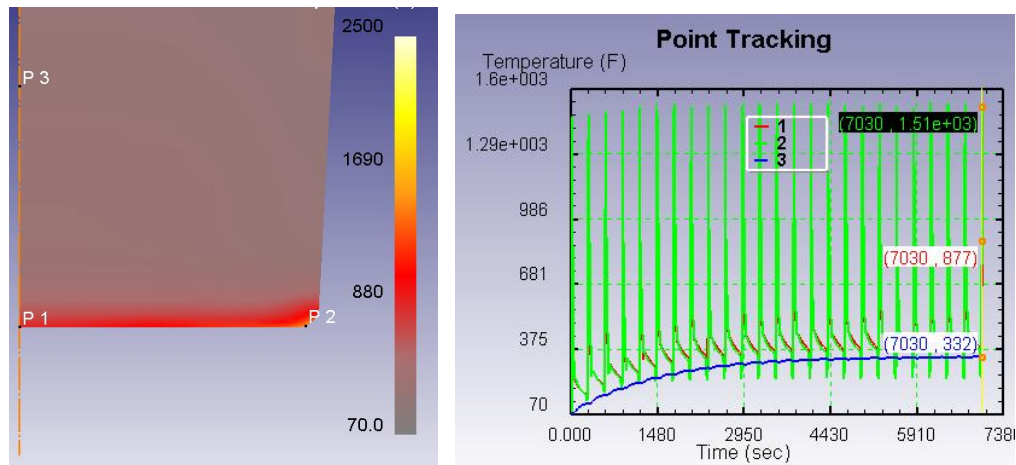 2500
1690
880
70.0
P 3
P 1
P 2
Point Tracking
Temperature (F)
1.6e+003
1.29e+003
986
681
375
70
1
2
3
(7030 , 1.51e+03)
(7030 , 877)
(7030 , 332)
0.000
1480
2950
4430
5910
7380
Time (sec)